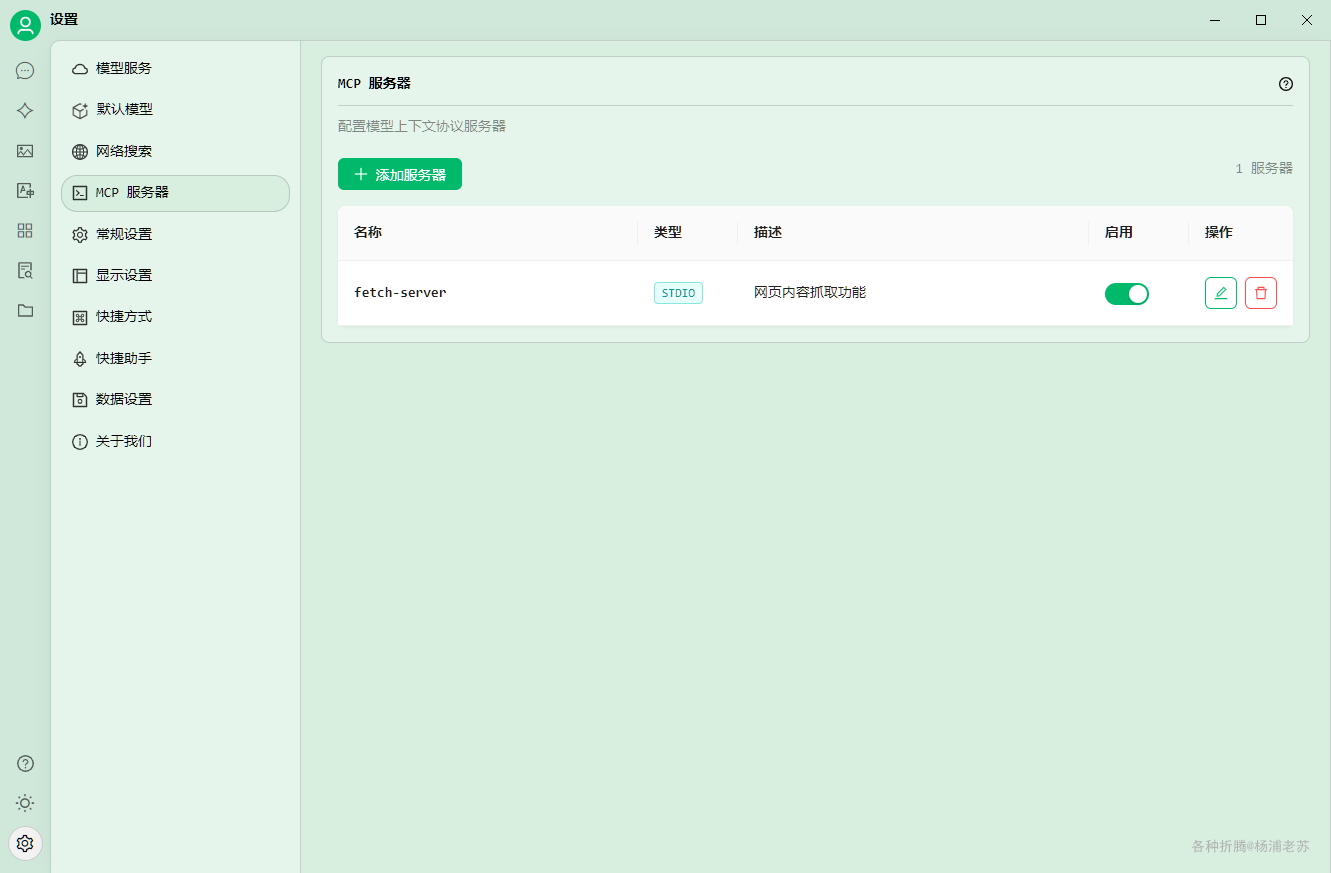 设置
模型服务
默认模型
网络搜索
MCP 服务器
常规设置
显示设置
快捷方式
快捷助手
数据设置
关于我们
MCP 服务器
配置模型上下文协议服务器
添加服务器
1 服务器
名称 类型 描述 启用 操作
fetch-server STDIO 网页内容抓取功能
各种折腾@杨浦老苏